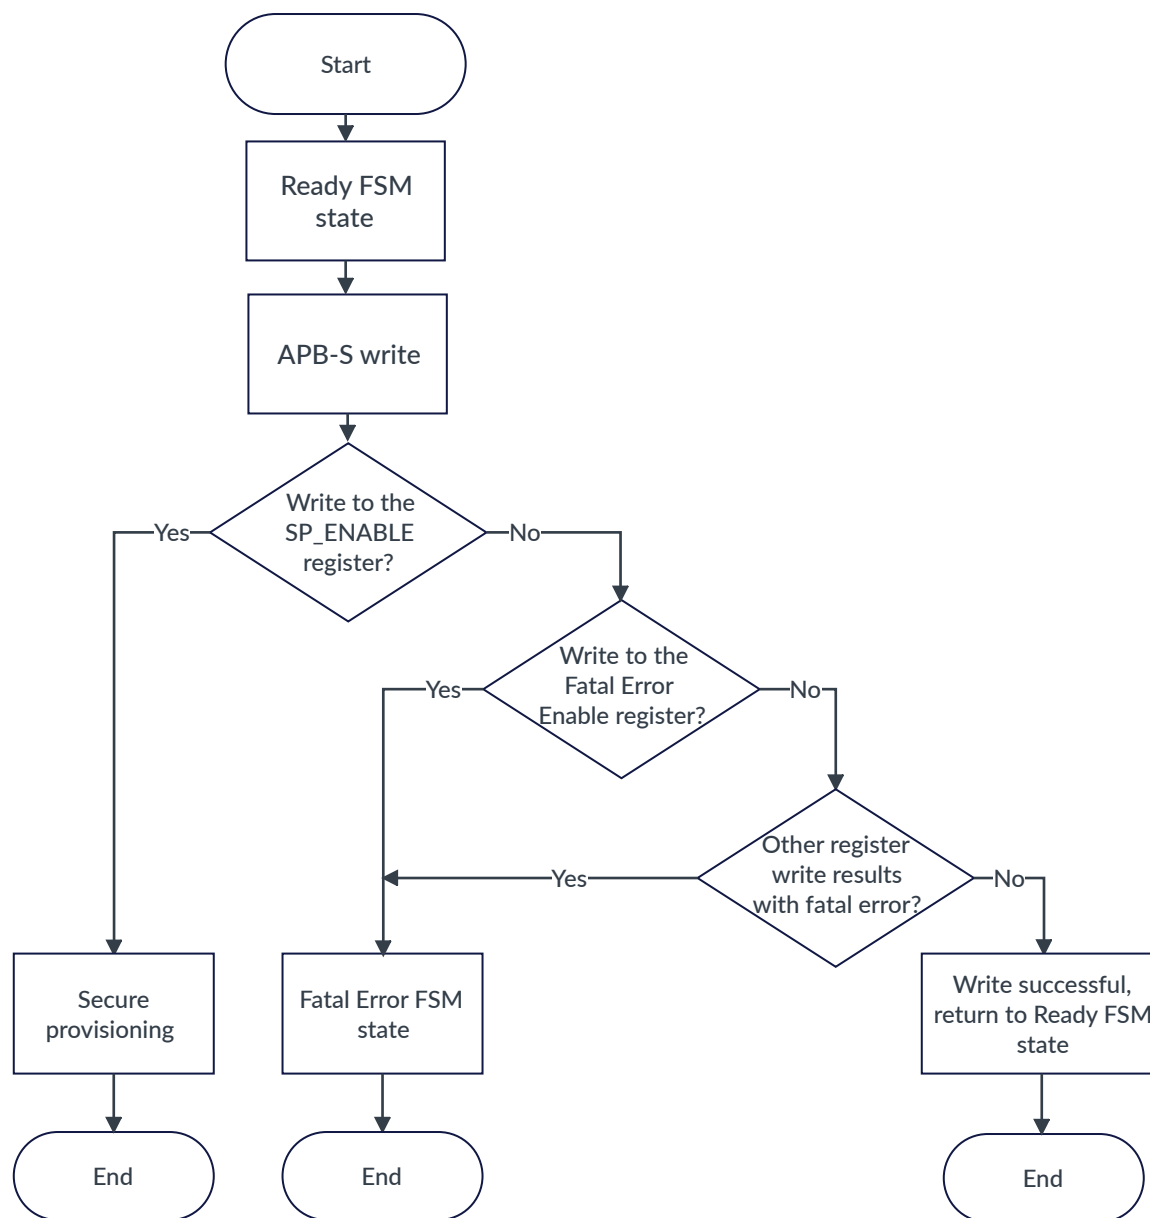 Start
Ready FSM
state
APB-S write
Write to the
SP_ENABLE
register?
Yes
No
Write to the
Fatal Error
Enable register?
Yes
No
Other register
write results
with fatal error?
Yes
No
Secure
provisioning
Fatal Error FSM
state
Write successful,
return to Ready FSM
state
End
End
End